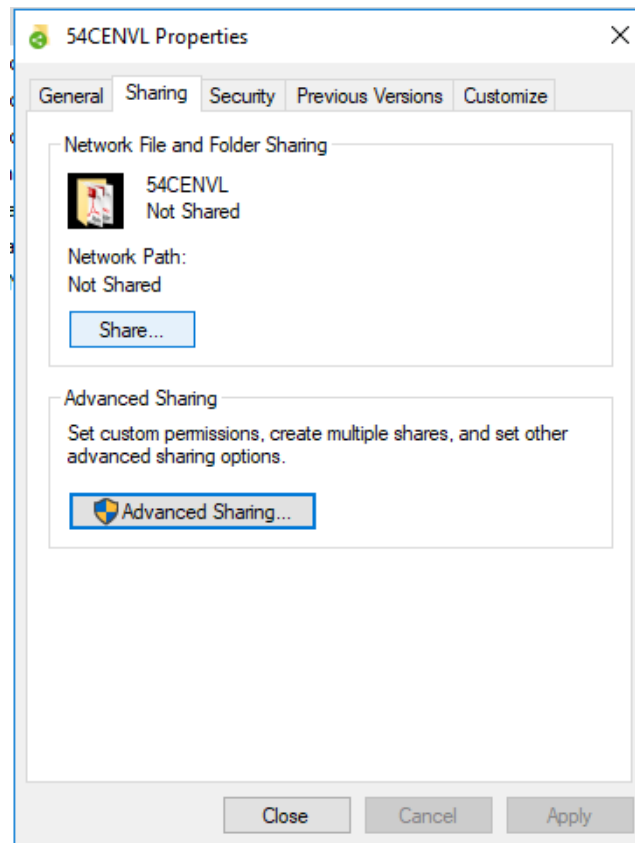 54CENVL Properties
General Sharing Security Previous Versions Customize
Network File and Folder Sharing
54CENVL
Not Shared
Network Path:
Not Shared
Share...
Advanced Sharing
Set custom permissions, create multiple shares, and set other
advanced sharing options.
Advanced Sharing...
Close Cancel Apply